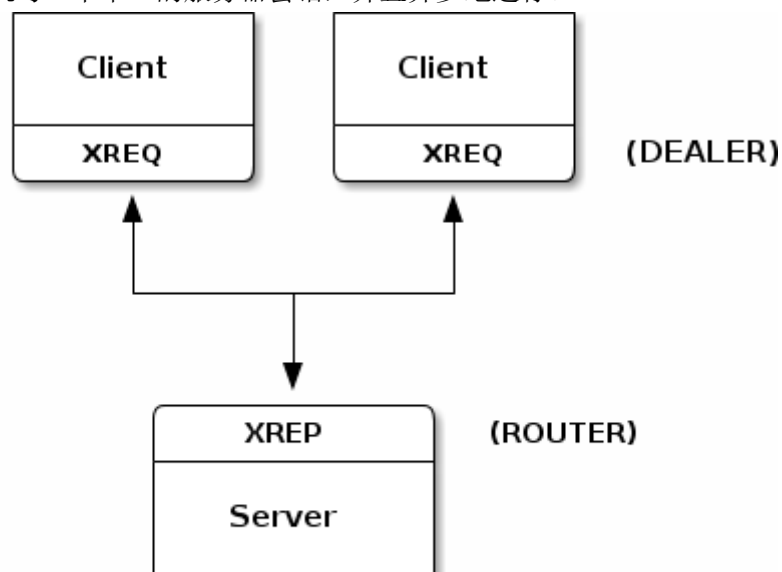 Client Client
XREQ XREQ (DEALER)
XREP (ROUTER)
Server